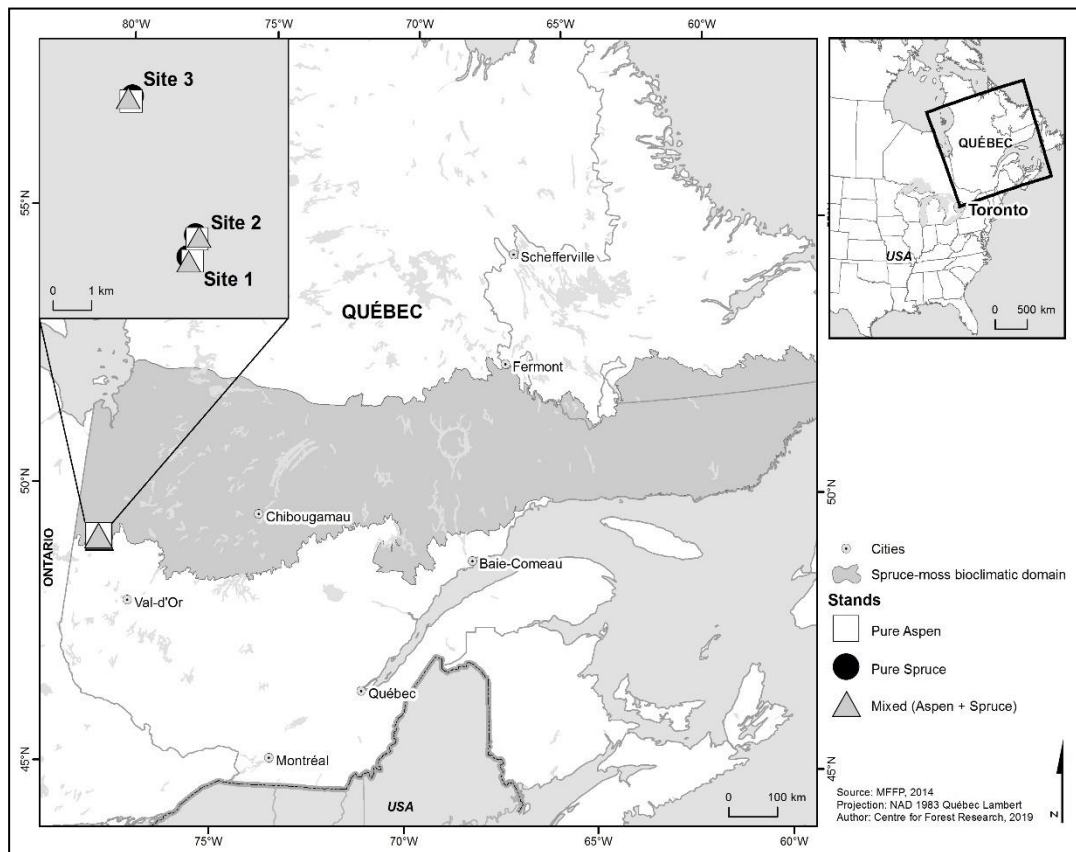 80°W
75°W
70°W
65°W
60°W
Site 3
Site 2
Site 1
0 1 km
55°N
55°N
QUÉBEC
Schefferville
Fermont
50°N
50°N
Chibougamau
Baie-Comeau
ONTARIO
Val-d'Or
Québec
Montréal
45°N
45°N
USA
0 100 km
75°W
70°W
65°W
60°W
QUÉBEC
Toronto
USA
0 500 km
Cities
Spruce-moss bioclimatic domain
Stands
Pure Aspen
Pure Spruce
Mixed (Aspen + Spruce)
Source: MFFP, 2014
Projection: NAD 1983 Québec Lambert
Author: Centre for Forest Research, 2019
N